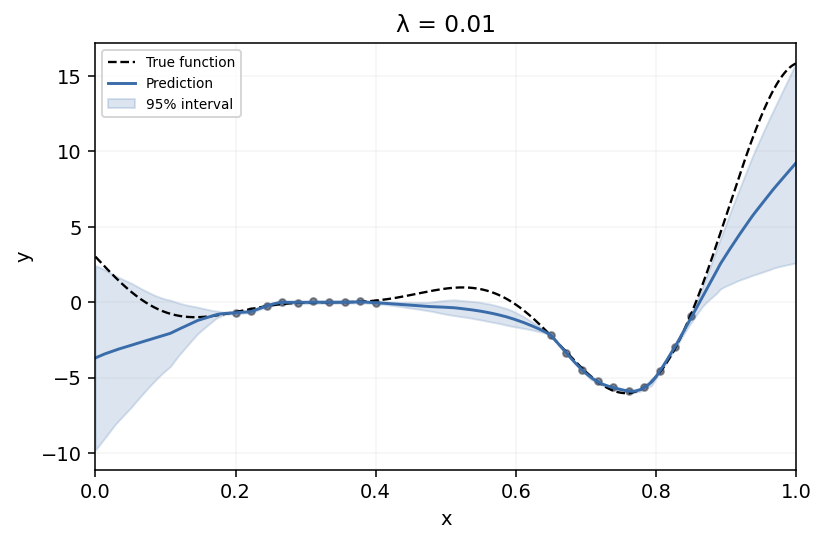 λ = 0.01
True function
Prediction
95% interval
y
15
10
5
0
−5
−10
0.0 0.2 0.4 0.6 0.8 1.0
x